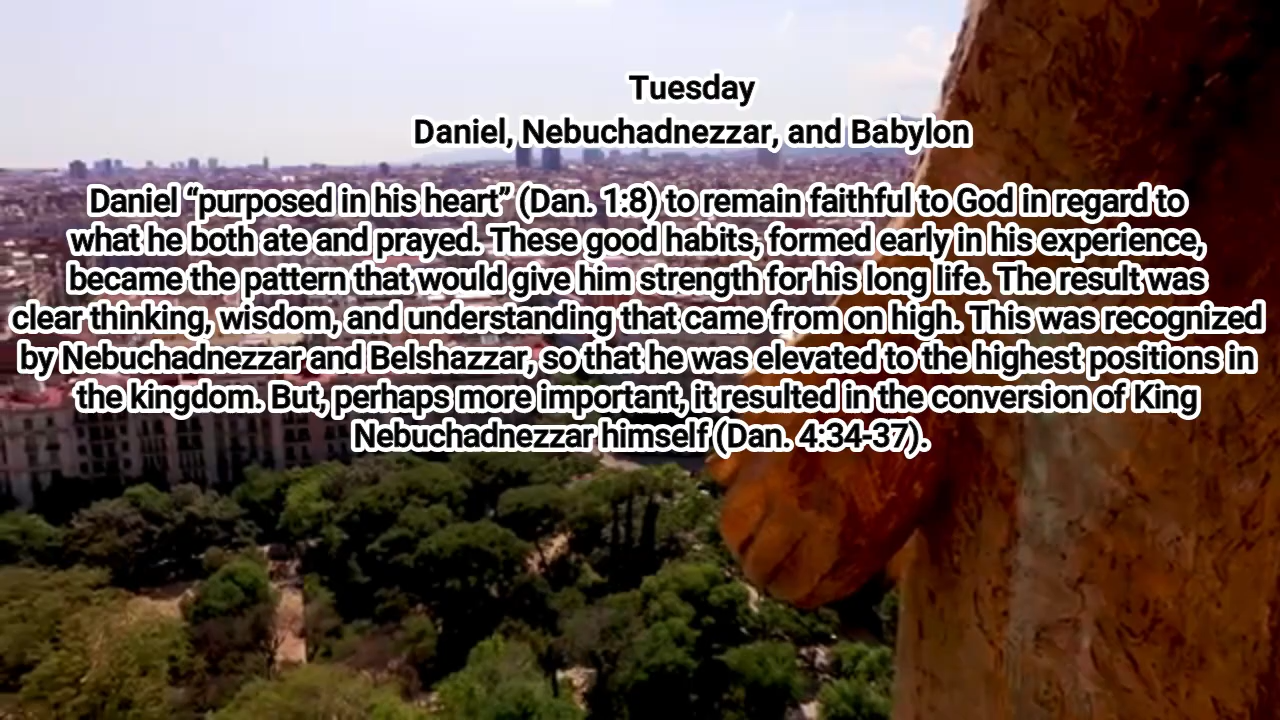 Tuesday
Daniel, Nebuchadnezzar, and Babylon
Daniel “purposed in his heart” (Dan. 1:8) to remain faithful to God in regard to
what he both ate and prayed. These good habits, formed early in his experience,
became the pattern that would give him strength for his long life. The result was
clear thinking, wisdom, and understanding that came from on high. This was recognized
by Nebuchadnezzar and Belshazzar, so that he was elevated to the highest positions in
the kingdom. But, perhaps more important, it resulted in the conversion of King
Nebuchadnezzar himself (Dan. 4:34-37).